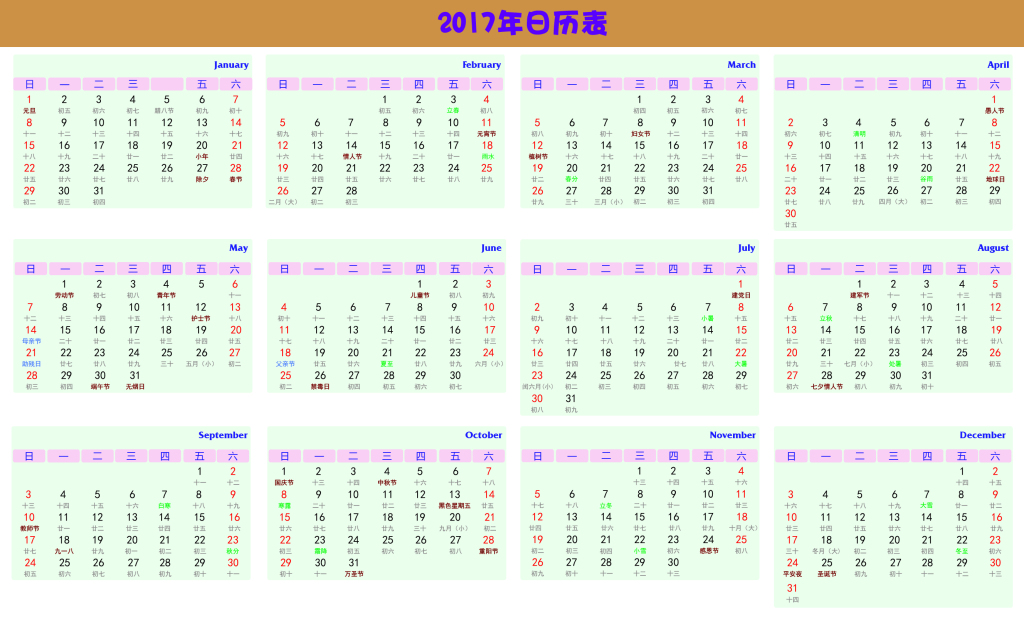 2017年日历表
January
日 一 二 三 五 六
1 2 3 4 5 6 7
元旦 初五 初六 初七 腊八节 初九 初十
8 9 10 11 12 13 14
十一 十二 十三 十四 十五 十六 十七
15 16 17 18 19 20 21
十八 十九 二十 廿一 廿二 小年 廿四
22 23 24 25 26 27 28
廿五 廿六 廿七 廿八 廿九 除夕 春节
29 30 31
初二 初三 初四
February
日 一 二 三 四 五 六
1 2 3 4
初五 初六 立春 初八
5 6 7 8 9 10 11
初九 初十 十一 十二 十三 十四 元宵节
12 13 14 15 16 17 18
十六 十七 情人节 十九 二十 廿一 雨水
19 20 21 22 23 24 25
廿三 廿四 廿五 廿六 廿七 廿八 廿九
26 27 28
二月（大） 初二 初三
March
日 一 二 三 四 五 六
1 2 3 4
初四 初五 初六 初七
5 6 7 8 9 10 11
初八 初九 初十 妇女节 十二 十三 十四
12 13 14 15 16 17 18
植树节 十六 十七 十八 十九 二十 廿一
19 20 21 22 23 24 25
廿二 春分 廿四 廿五 廿六 廿七 廿八
26 27 28 29 30 31
廿九 三十 三月（小） 初二 初三 初四
April
日 一 二 三 四 五 六
1
愚人节
2 3 4 5 6 7 8
初六 初七 清明 初九 初十 十一 十二
9 10 11 12 13 14 15
十三 十四 十五 十六 十七 十八 十九
16 17 18 19 20 21 22
二十 廿一 廿二 廿三 谷雨 廿五 地球日
23 24 25 26 27 28 29
廿七 廿八 廿九 四月（大） 初二 初三 初四
30
廿五
May
日 一 二 三 四 五 六
1 2 3 4 5 6
劳动节 初七 初八 青年节 初十 十一
7 8 9 10 11 12 13
十二 十三 十四 十五 十六 护士节 十八
14 15 16 17 18 19 20
母亲节 二十 廿一 廿二 廿三 廿四 廿五
21 22 23 24 25 26 27
助残日 廿七 廿八 廿九 三十 五月（小） 初二
28 29 30 31
初三 初四 端午节 无烟日
June
日 一 二 三 四 五 六
1 2 3
儿童节 初八 初九
4 5 6 7 8 9 10
初十 十一 十二 十三 十四 十五 十六
11 12 13 14 15 16 17
十七 十八 十九 二十 廿一 廿二 廿三
18 19 20 21 22 23 24
父亲节 廿五 廿六 夏至 廿八 廿九 六月（小）
25 26 27 28 29 30
初二 禁毒日 初四 初五 初六 初七
July
日 一 二 三 四 五 六
1
建党日
2 3 4 5 6 7 8
初九 初十 十一 十二 十三 小暑 十五
9 10 11 12 13 14 15
十六 十七 十八 十九 二十 廿一 廿二
16 17 18 19 20 21 22
廿三 廿四 廿五 廿六 廿七 廿八 大暑
23 24 25 26 27 28 29
闰六月(小) 初二 初三 初四 初五 初六 初七
30 31
初八 初九
August
日 一 二 三 四 五 六
1 2 3 4 5
建军节 十一 十二 十三 十四
6 7 8 9 10 11 12
十五 立秋 十七 十八 十九 二十 廿一
13 14 15 16 17 18 19
廿二 廿三 廿四 廿五 廿六 廿七 廿八
20 21 22 23 24 25 26
廿九 三十 七月（小） 处暑 初三 初四 初五
27 28 29 30 31
初六 七夕情人节 初八 初九 初十
September
日 一 二 三 四 五 六
1 2
十一 十二
3 4 5 6 7 8 9
十三 十四 十五 十六 白露 十八 十九
10 11 12 13 14 15 16
教师节 廿一 廿二 廿三 廿四 廿五 廿六
17 18 19 20 21 22 23
廿七 九一八 廿九 初一 初二 初三 秋分
24 25 26 27 28 29 30
初五 初六 初七 初八 初九 初十 十一
October
日 一 二 三 四 五 六
1 2 3 4 5 6 7
国庆节 十三 十四 中秋节 十六 十七 十八
8 9 10 11 12 13 14
寒露 二十 廿一 廿二 廿三 黑色星期五 廿五
15 16 17 18 19 20 21
廿六 廿七 廿八 廿九 三十 九月（小） 初二
22 23 24 25 26 27 28
初三 霜降 初五 初六 初七 初八 重阳节
29 30 31
初十 十一 万圣节
November
日 一 二 三 四 五 六
1 2 3 4
十三 十四 十五 十六
5 6 7 8 9 10 11
十七 十八 立冬 二十 廿一 廿二 廿三
12 13 14 15 16 17 18
廿四 廿五 廿六 廿七 廿八 廿九 十月（大）
19 20 21 22 23 24 25
初二 初三 初四 小雪 初六 感恩节 初八
26 27 28 29 30
初九 初十 十一 十二 十三
December
日 一 二 三 四 五 六
1 2
十四 十五
3 4 5 6 7 8 9
十六 十七 十八 十九 大雪 廿一 廿二
10 11 12 13 14 15 16
廿三 廿四 廿五 廿六 廿七 廿八 廿九
17 18 19 20 21 22 23
三十 冬月（大） 初二 初三 初四 冬至 初六
24 25 26 27 28 29 30
平安夜 圣诞节 初九 初十 十一 十二 十三
31
十四